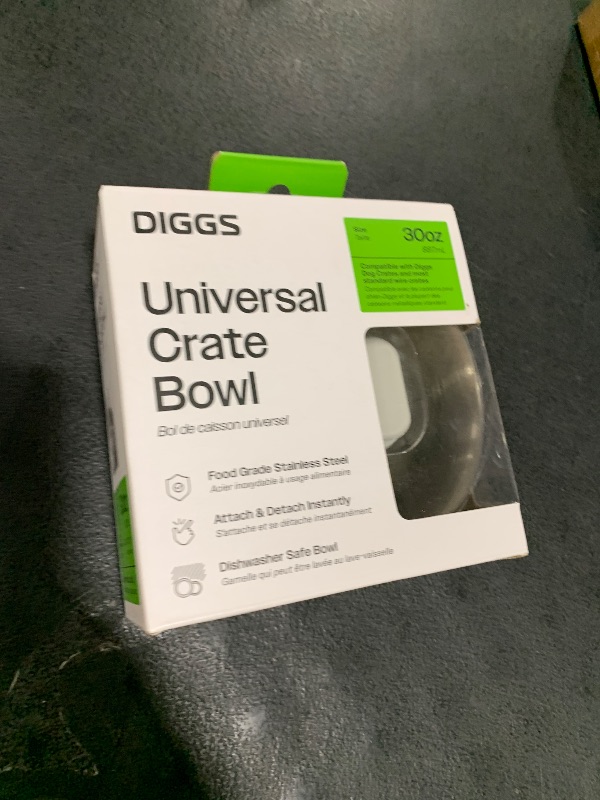 DIGGS
Size
30oz
887mL
Compatible with Diggs
Dog Crates and most
standard wire crates.
Universal
Crate
Bowl
Bol de caisson universel
Food Grade Stainless Steel
Acier inoxydable à usage alimentaire
Attach & Detach Instantly
S'attache et se détache instantanément
Dishwasher Safe Bowl
Gamelle qui peut être lavée au lave-vaisselle